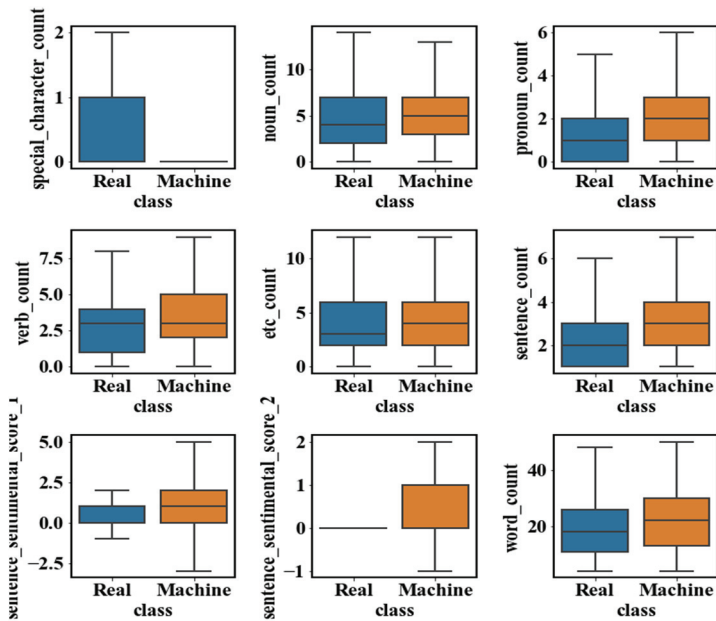 special_character_count
2
1
0
Real Machine
class
noun_count
10
5
0
Real Machine
class
pronoun_count
6
4
2
0
Real Machine
class
verb_count
7.5
5.0
2.5
0.0
Real Machine
class
etc_count
10
5
0
Real Machine
class
sentence_count
6
4
2
Real Machine
class
sentence_sentimental_score_1
5.0
2.5
0.0
−2.5
Real Machine
class
sentence_sentimental_score_2
2
1
0
−1
Real Machine
class
word_count
40
20
Real Machine
class